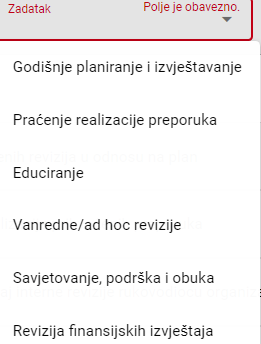 Zadatak Polje je obavezno.
Godišnje planiranje i izvještavanje
Praćenje realizacije preporuka
Educiranje
Vanredne/ad hoc revizije
Savjetovanje, podrška i obuka
Revizija finansijskih izvještaja